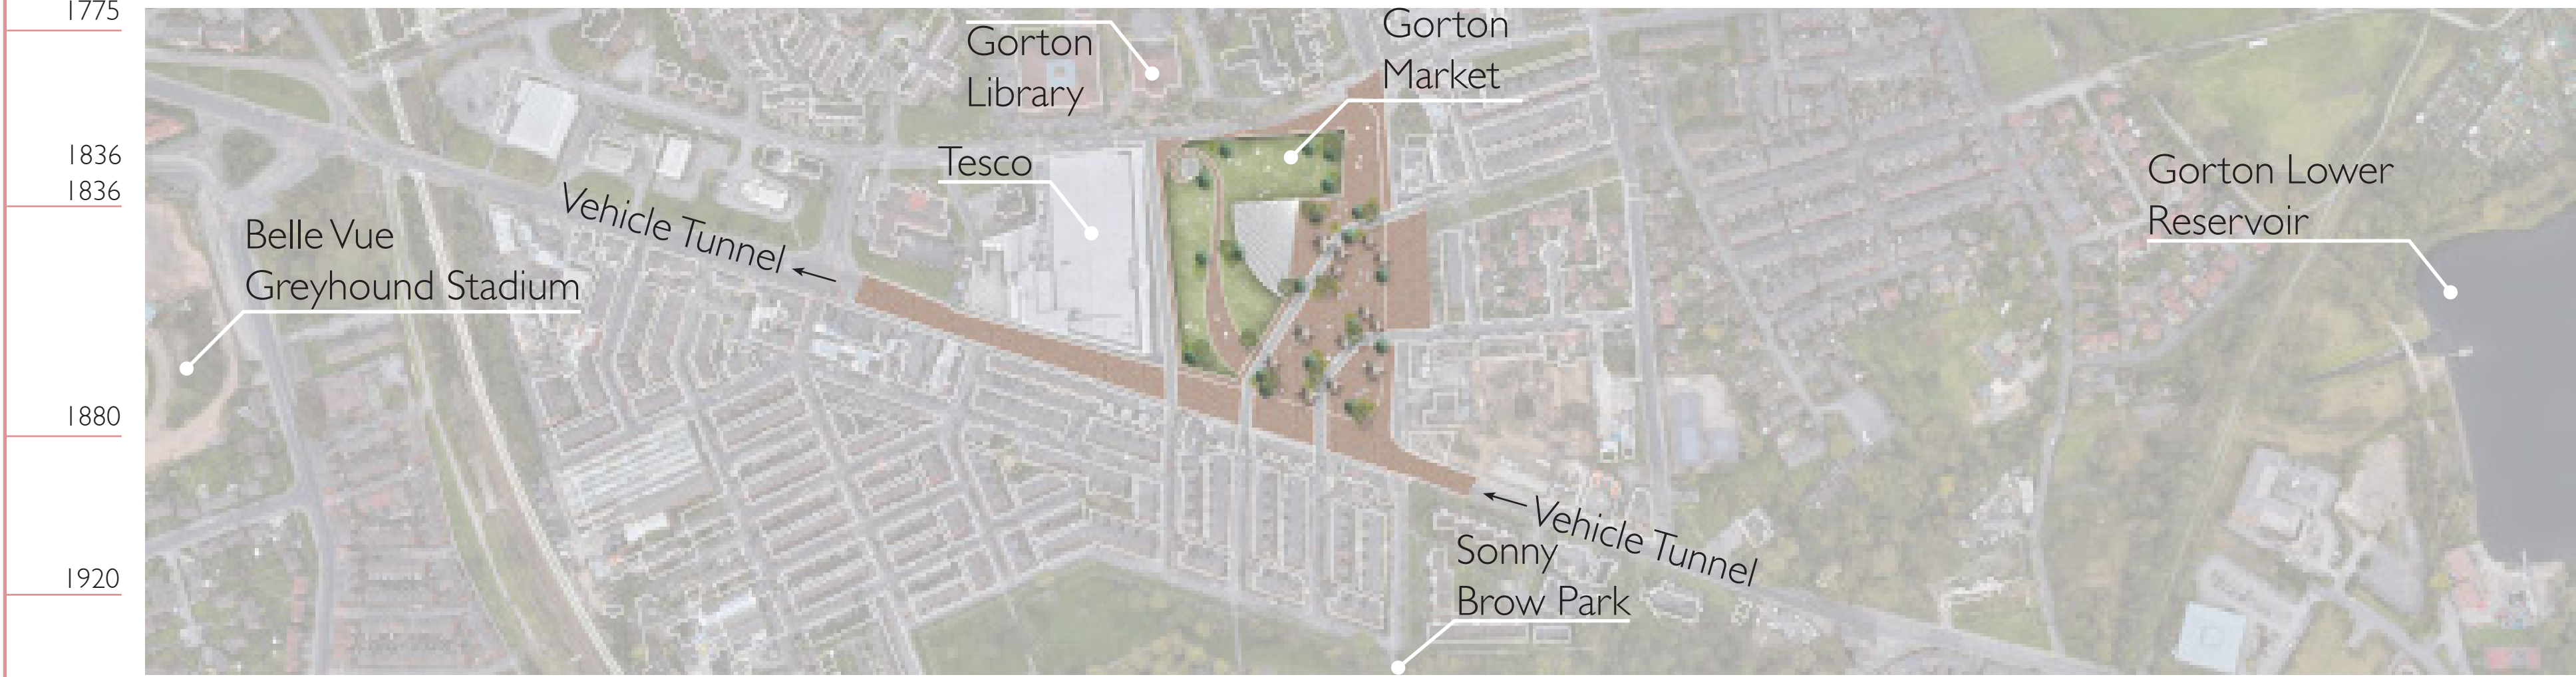 1775
1836
1836
1880
1920
Gorton
Library
Gorton
Market
Tesco
Vehicle Tunnel
Belle Vue
Greyhound Stadium
Gorton Lower
Reservoir
Vehicle Tunnel
Sonny
Brow Park